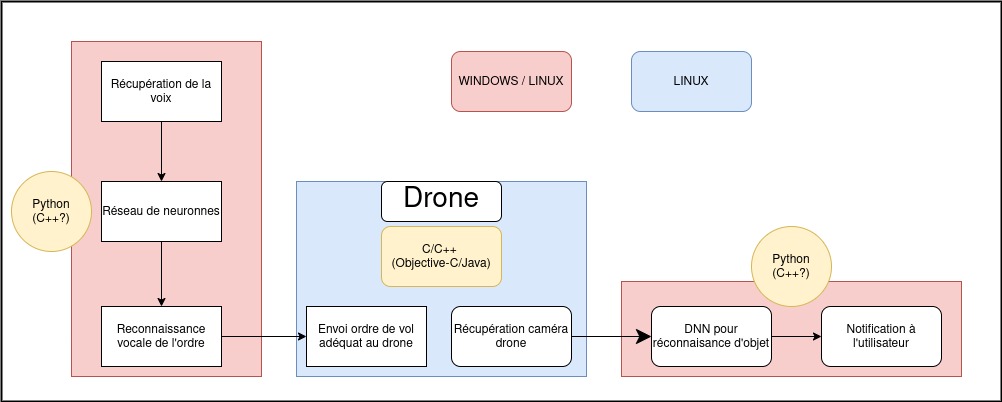 Récupération de la
voix
Python
(C++?)
Réseau de neuronnes
Reconnaissance
vocale de l'ordre
WINDOWS / LINUX
LINUX
Drone
C/C++
(Objective-C/Java)
Envoi ordre de vol
adéquat au drone
Récupération caméra
drone
Python
(C++?)
DNN pour
réconnaisance d'objet
Notification à
l'utilisateur